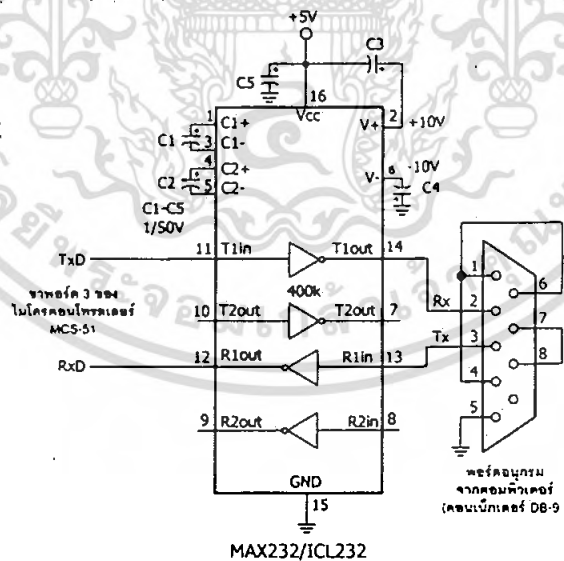 +5V
C3
C5
16
Vcc
1
C1+
C1
3
C1-
4
C2+
C2
5
C2-
C1-C5
1/50V
2
V+
+10V
6
V-
-10V
C4
TxD
11
T1in
T1out
14
400k
10
T2out
T2out
7
ขาพอร์ต 3 ของ
ไมโครคอนโทรลเลอร์
MCS-51
RxD
12
R1out
R1in
13
9
R2out
R2in
8
GND
15
MAX232/ICL232
Rx
Tx
1
2
3
4
5
6
7
8
พอร์ตอนุกรม
จากคอมพิวเตอร์
(คอนเน็กเตอร์ DB-9